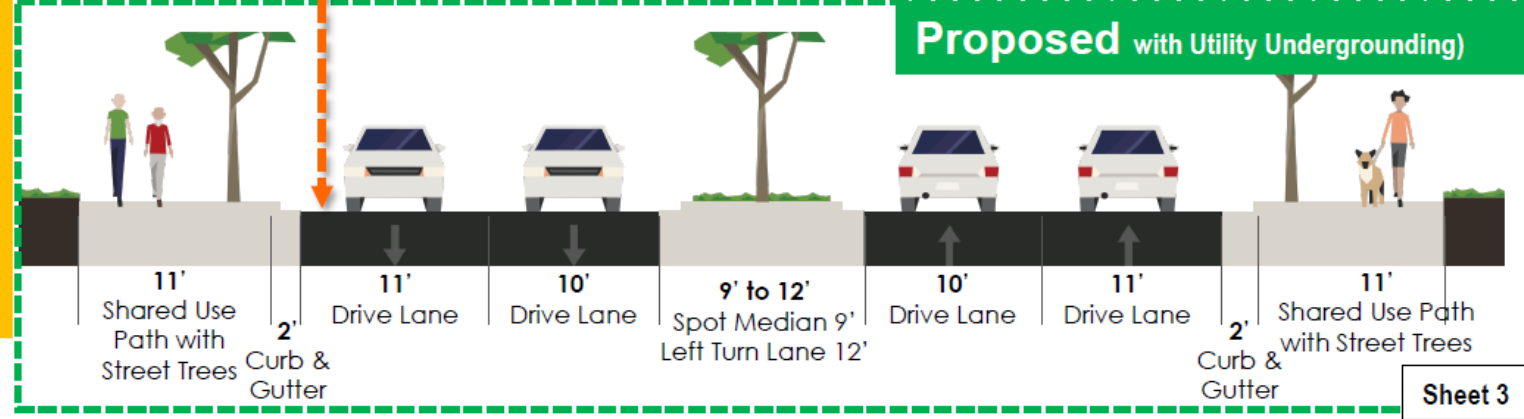 Proposed with Utility Undergrounding)
11'
Shared Use
Path with
Street Trees
2'
Curb &
Gutter
11'
Drive Lane
10'
Drive Lane
9' to 12'
Spot Median 9'
Left Turn Lane 12'
10'
Drive Lane
11'
Drive Lane
2'
Curb &
Gutter
11'
Shared Use Path
with Street Trees
Sheet 3